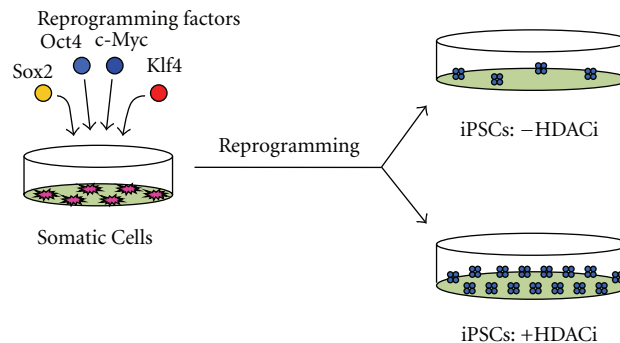 Reprogramming factors
Oct4
c-Myc
Sox2
Klf4
Reprogramming
iPSCs: −HDACi
Somatic Cells
iPSCs: +HDACi